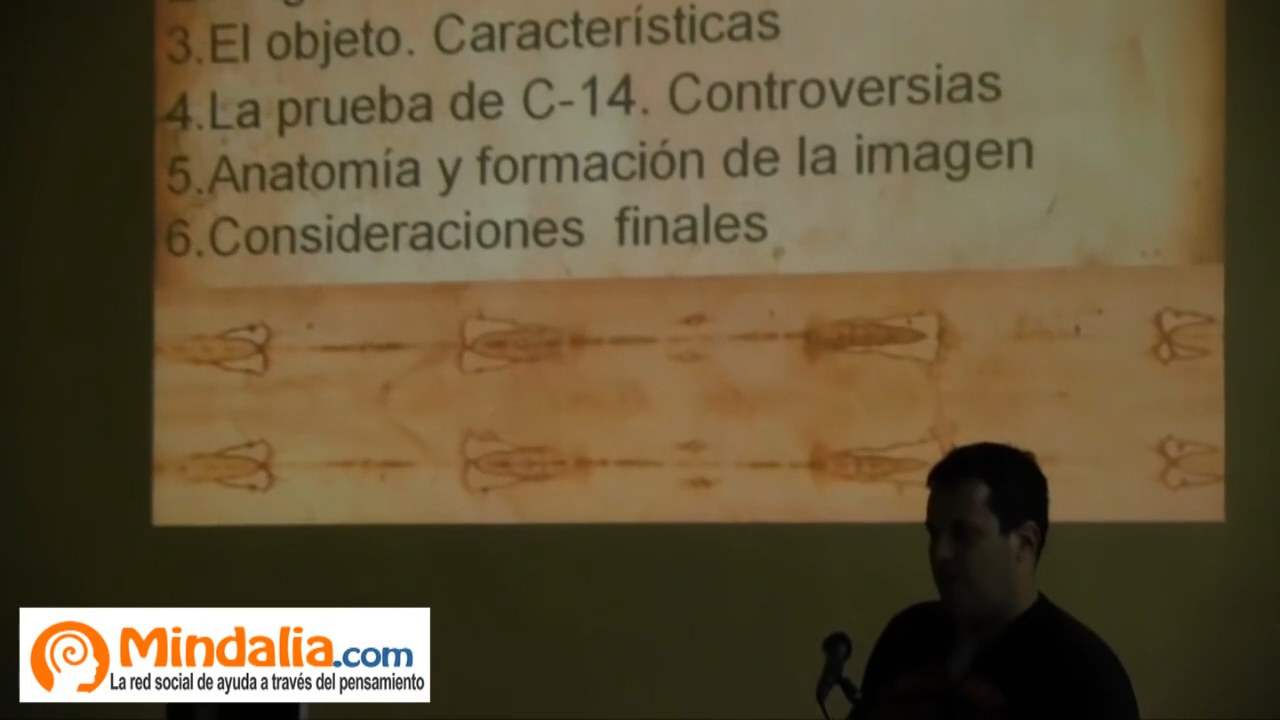 3.El objeto. Características
4.La prueba de C-14. Controversias
5.Anatomía y formación de la imagen
6.Consideraciones finales
Mindalia.com
La red social de ayuda a través del pensamiento